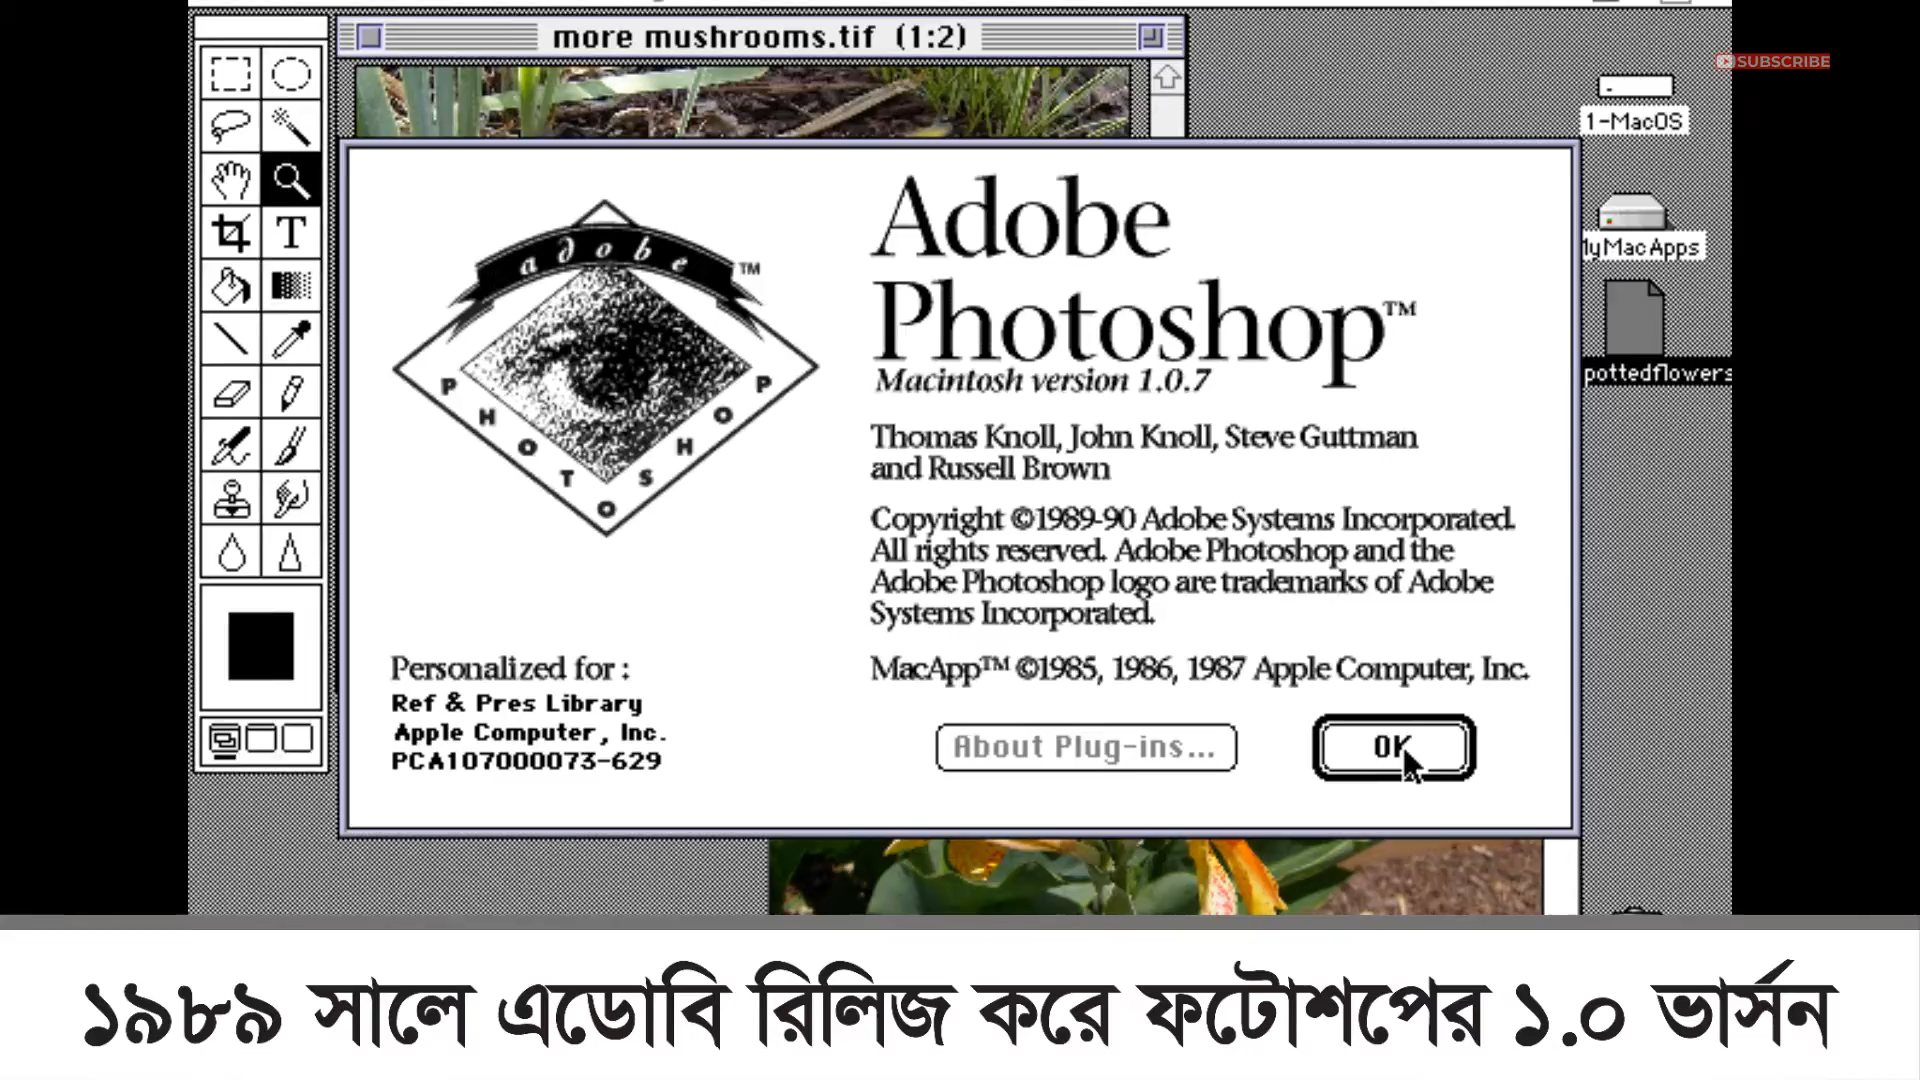 more mushrooms.tif (1:2)
SUBSCRIBE
1-MacOS
MyMacApps
pottedflowers
T
adobe TM
PHOTOSHOP
Adobe
Photoshop™
Macintosh version 1.0.7
Thomas Knoll, John Knoll, Steve Guttman
and Russell Brown
Copyright ©1989-90 Adobe Systems Incorporated.
All rights reserved. Adobe Photoshop and the
Adobe Photoshop logo are trademarks of Adobe
Systems Incorporated.
MacApp™ ©1985, 1986, 1987 Apple Computer, Inc.
Personalized for :
Ref & Pres Library
Apple Computer, Inc.
PCA107000073-629
About Plug-ins...
OK
১৯৮৯ সালে এডোবি রিলিজ করে ফটোশপের ১.০ ভার্সন